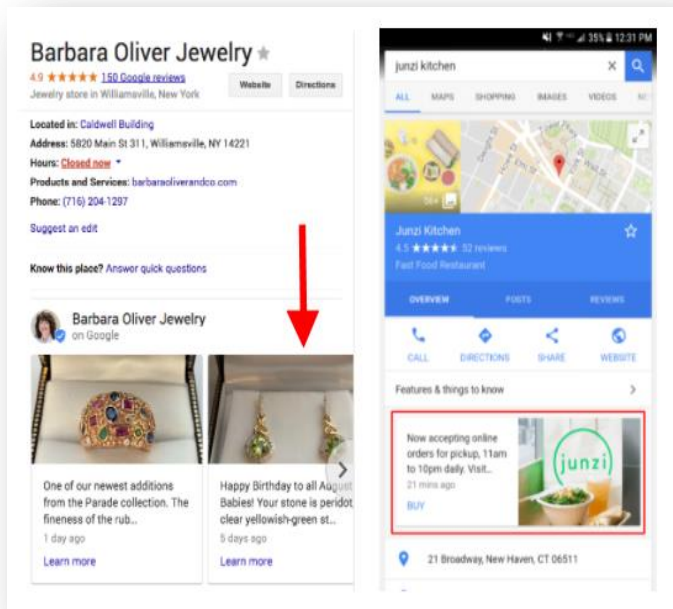 Barbara Oliver Jewelry
4.9 ★★★★★ 150 Google reviews
Jewelry store in Williamsville, New York
Website
Directions
Located in: Caldwell Building
Address: 5820 Main St 311, Williamsville, NY 14221
Hours: Closed now
Products and Services: barbaraoliverandco.com
Phone: (716) 204-1297
Suggest an edit
Know this place? Answer quick questions
Barbara Oliver Jewelry
on Google
One of our newest additions
from the Parade collection. The
fineness of the rub...
1 day ago
Learn more
Happy Birthday to all August
Babies! Your stone is peridot
clear yellowish-green st...
5 days ago
Learn more
35% 12:31 PM
junzi kitchen
ALL MAPS SHOPPING IMAGES VIDEOS
56+
Junzi Kitchen
4.5 ★★★★★ 52 reviews
Fast Food Restaurant
OVERVIEW POSTS REVIEWS
CALL DIRECTIONS SHARE WEBSITE
Features & things to know
Now accepting online
orders for pickup, 11am
to 10pm daily. Visit...
21 mins ago
BUY
junzi
21 Broadway, New Haven, CT 06511